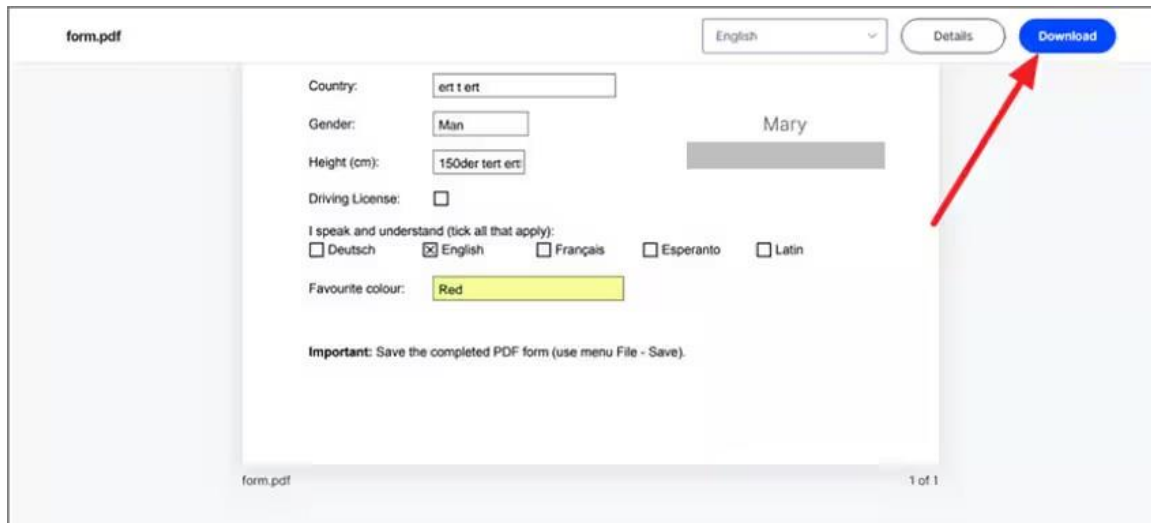 form.pdf English Details Download
Country: ert t ert
Gender: Man Mary
Height (cm): 150der tert ert
Driving License:
I speak and understand (tick all that apply):
Deutsch English Français Esperanto Latin
Favourite colour: Red
Important: Save the completed PDF form (use menu File - Save).
form.pdf 1 of 1